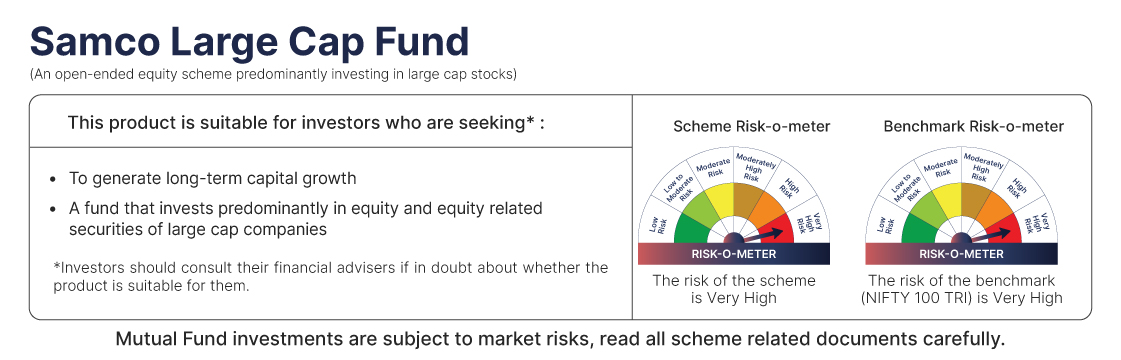 Samco Large Cap Fund
(An open-ended equity scheme predominantly investing in large cap stocks)
This product is suitable for investors who are seeking* :
• To generate long-term capital growth
• A fund that invests predominantly in equity and equity related
securities of large cap companies
*Investors should consult their financial advisers if in doubt about whether the
product is suitable for them.
Scheme Risk-o-meter
Low
Risk
Low to
Moderate
Risk
Moderate
Risk
Moderately
High
Risk
High
Risk
Very
High
Risk
RISK-O-METER
The risk of the scheme
is Very High
Benchmark Risk-o-meter
Low
Risk
Low to
Moderate
Risk
Moderate
Risk
Moderately
High
Risk
High
Risk
Very
High
Risk
RISK-O-METER
The risk of the benchmark
(NIFTY 100 TRI) is Very High
Mutual Fund investments are subject to market risks, read all scheme related documents carefully.